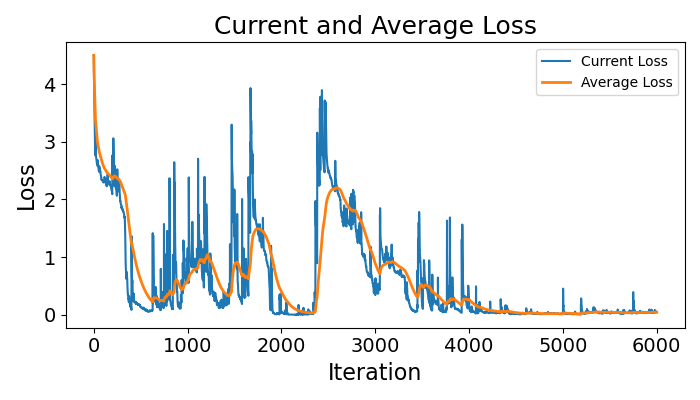 Current and Average Loss
Current Loss
Average Loss
Loss
4
3
2
1
0
0 1000 2000 3000 4000 5000 6000
Iteration